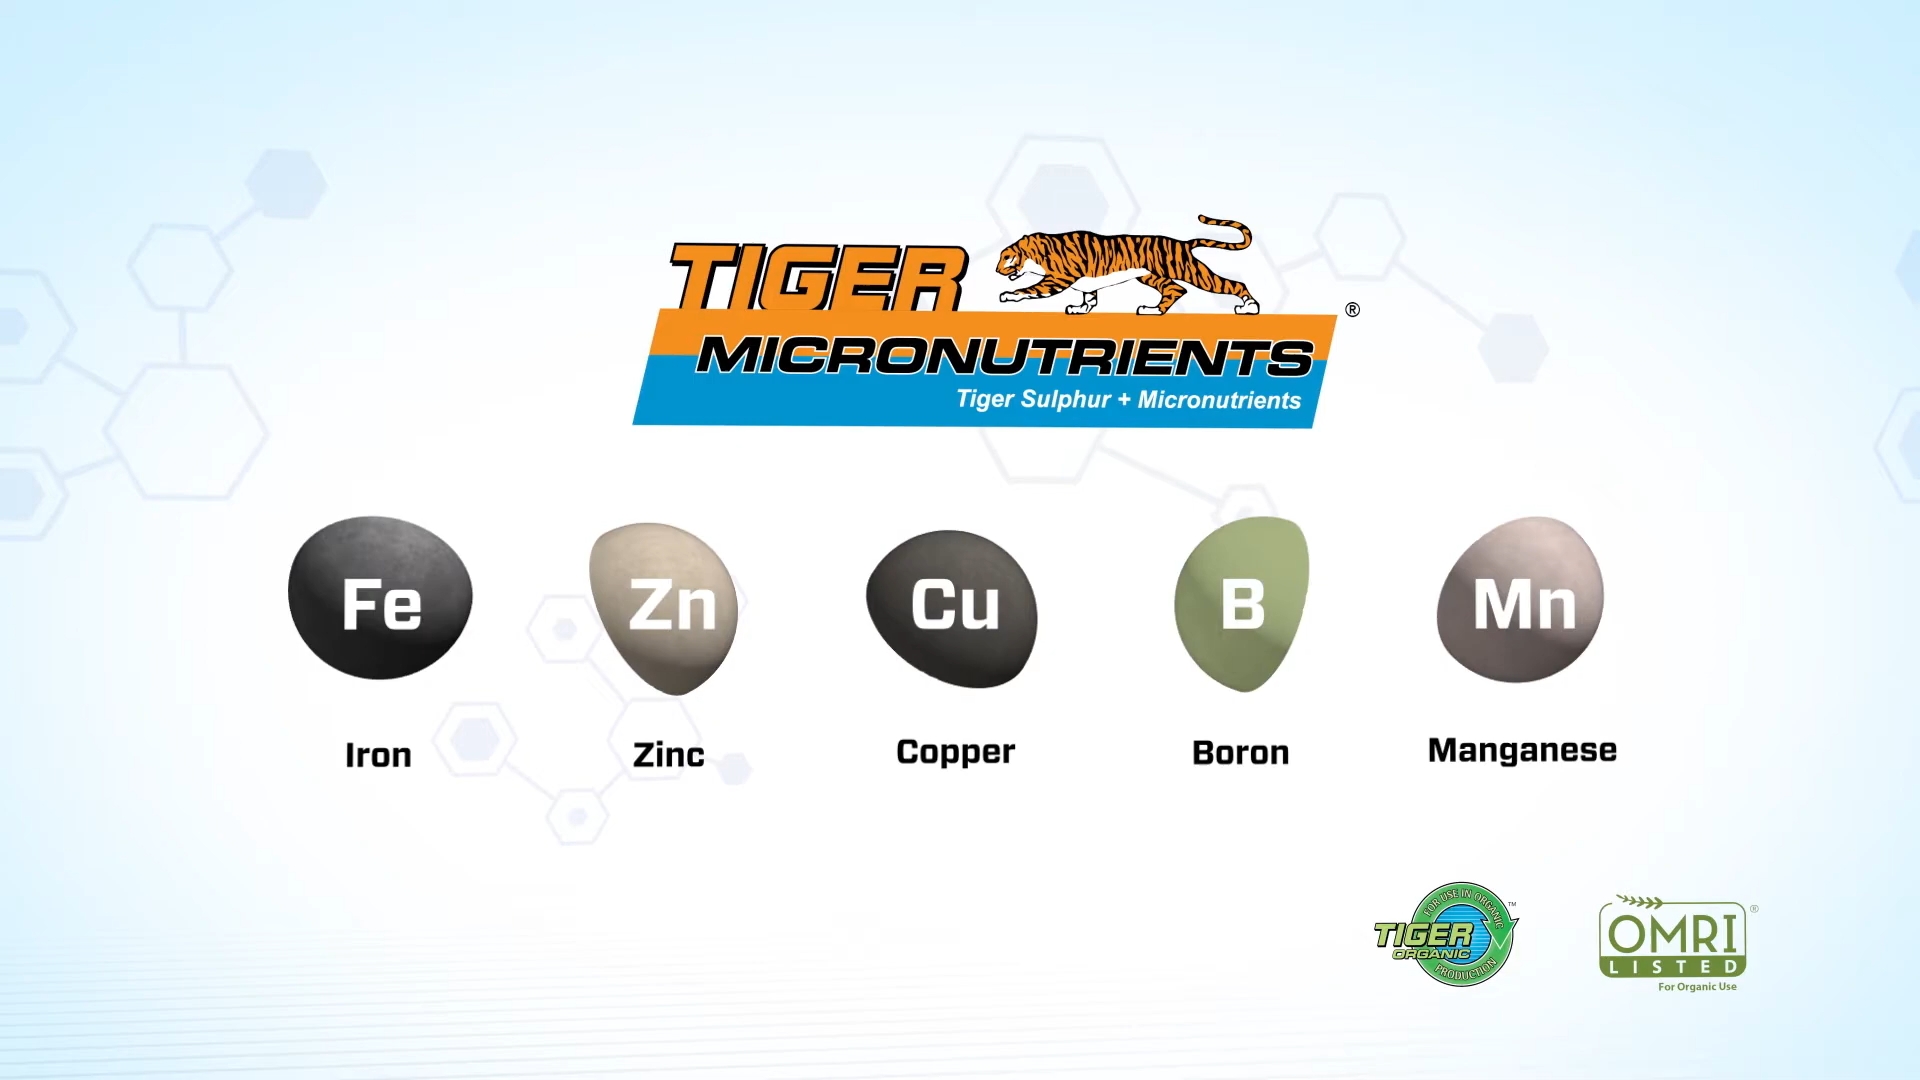 TIGER
®
MICRONUTRIENTS
Tiger Sulphur + Micronutrients
Fe Zn Cu B Mn
Iron Zinc Copper Boron Manganese
FOR USE IN ORGANIC
TM
TIGER
ORGANIC
PRODUCTION
OMRI
®
LISTED
For Organic Use